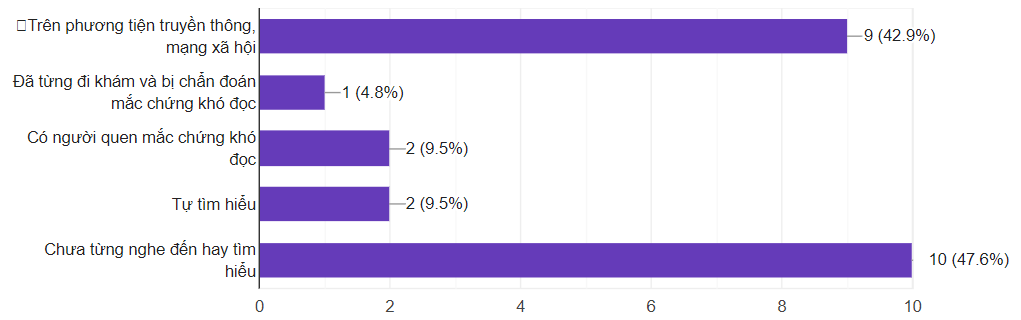 Trên phương tiện truyền thông,
mạng xã hội
9 (42.9%)
Đã từng đi khám và bị chẩn đoán
mắc chứng khó đọc
1 (4.8%)
Có người quen mắc chứng khó
đọc
2 (9.5%)
Tự tìm hiểu
2 (9.5%)
Chưa từng nghe đến hay tìm
hiểu
10 (47.6%)
0 2 4 6 8 10